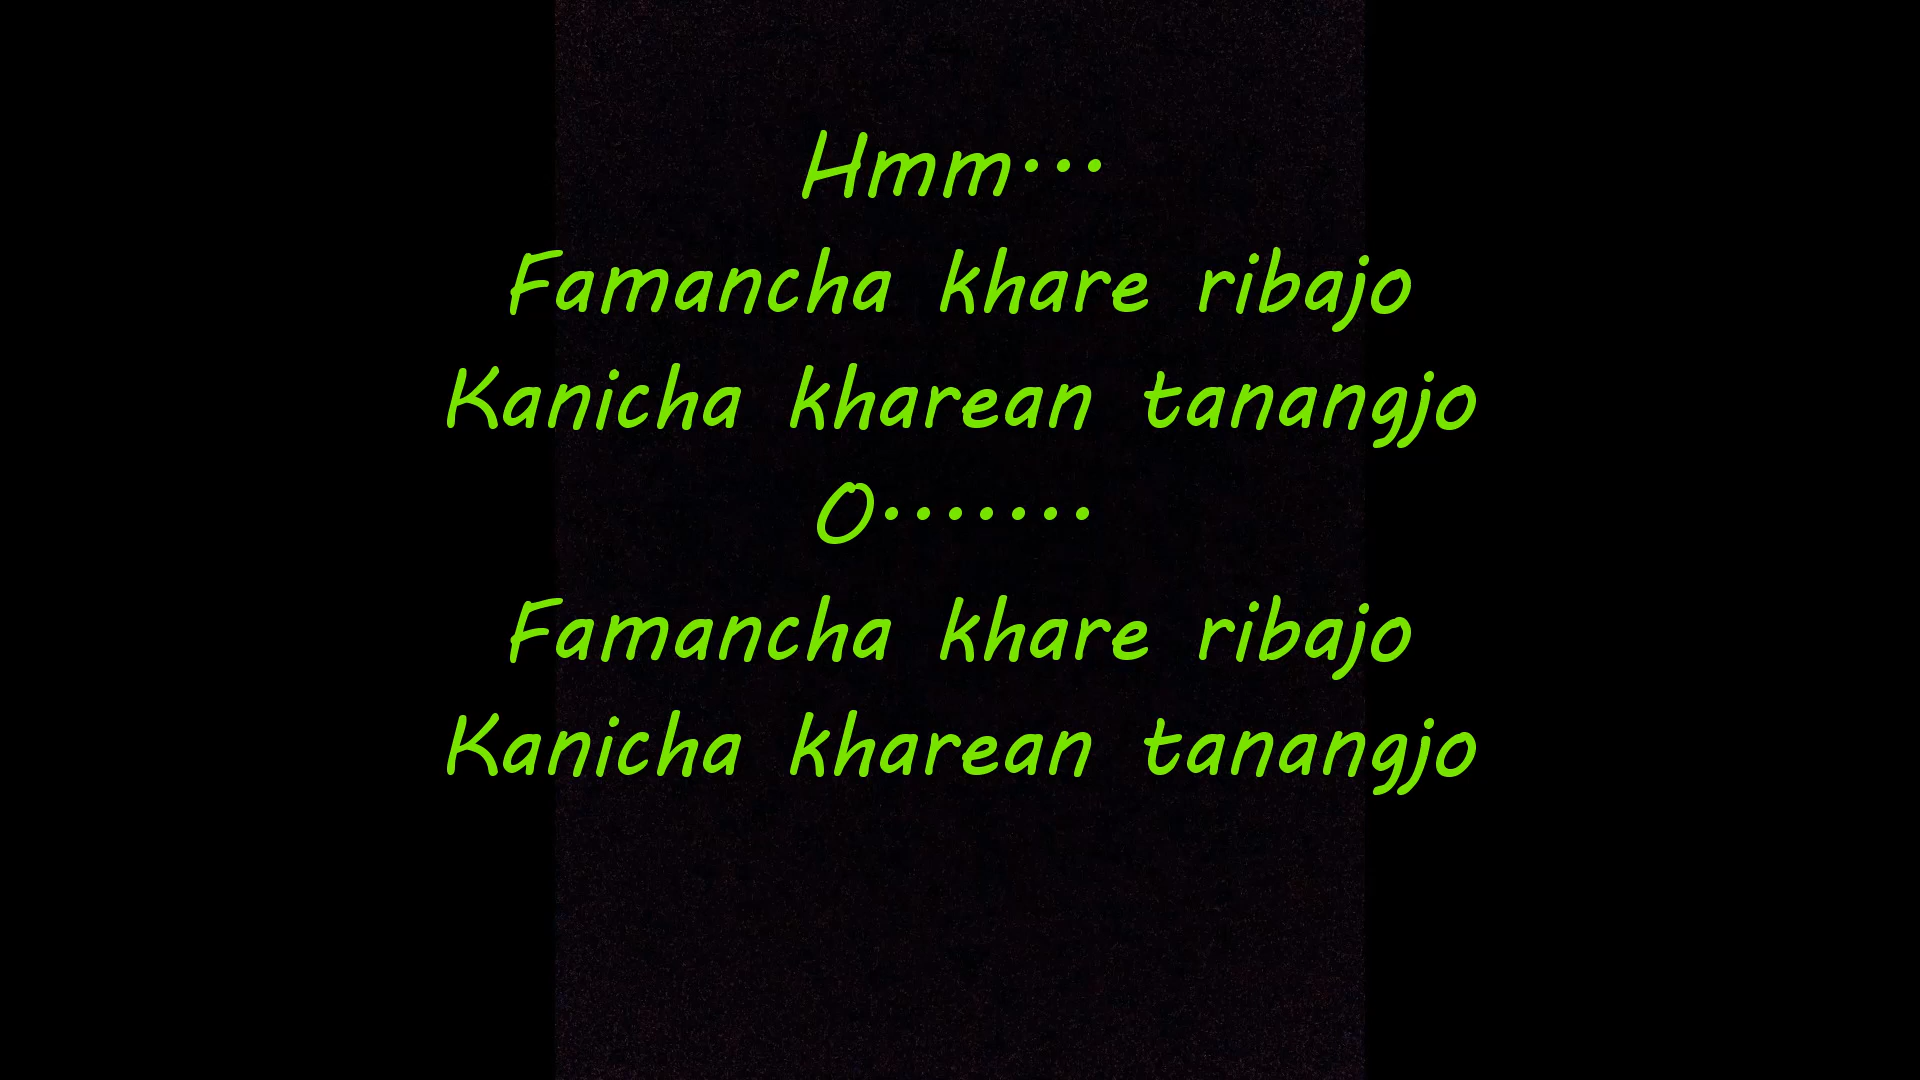 Hmm...
Famancha khare ribajo
Kanicha kharean tanangjo
O.......
Famancha khare ribajo
Kanicha kharean tanangjo